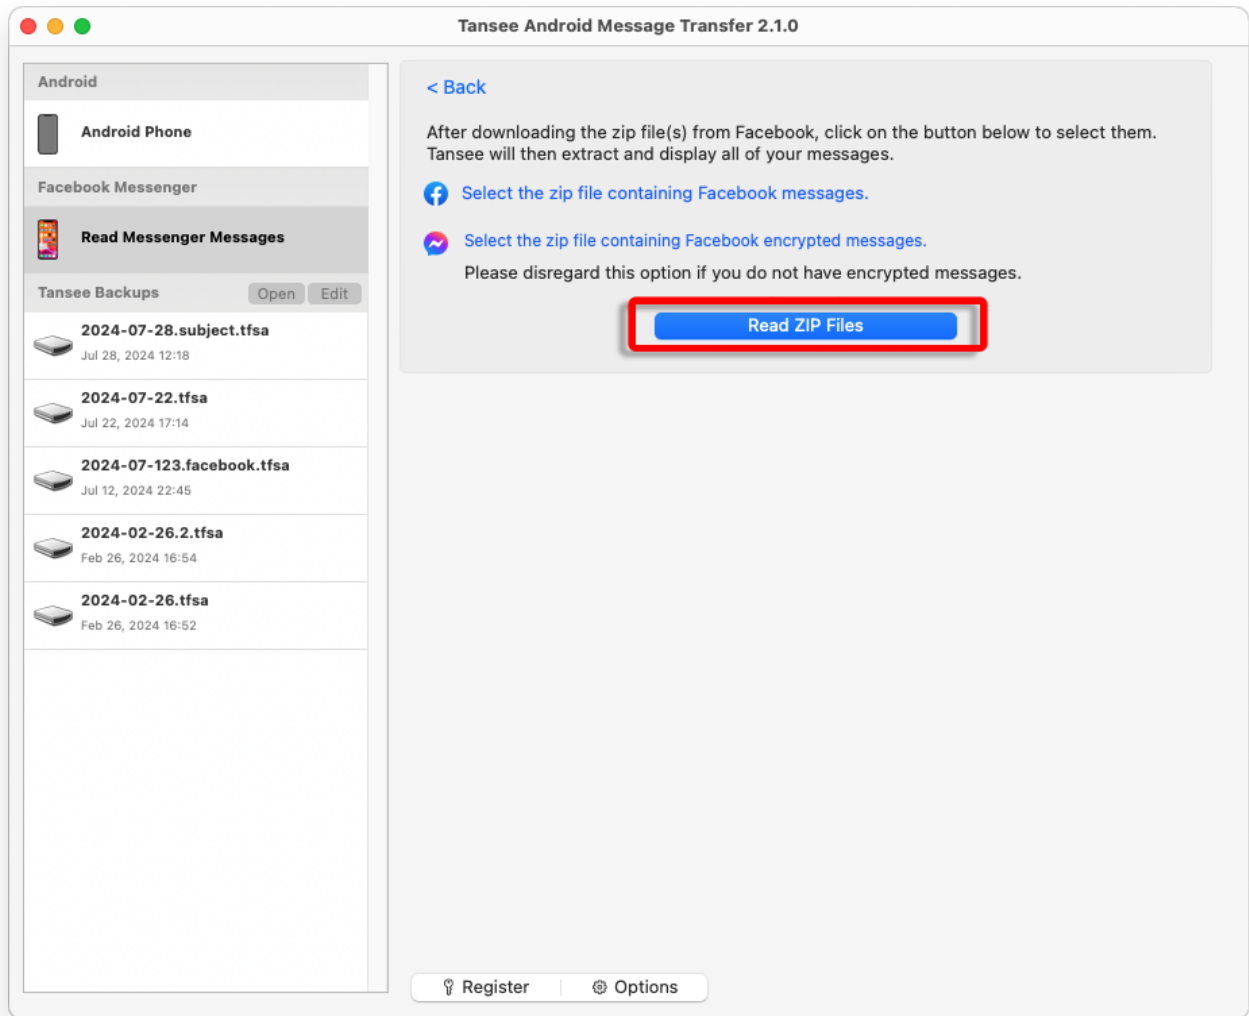 Tansee Android Message Transfer 2.1.0
Android
Android Phone
Facebook Messenger
Read Messenger Messages
Tansee Backups Open Edit
2024-07-28.subject.tfsa
Jul 28, 2024 12:18
2024-07-22.tfsa
Jul 22, 2024 17:14
2024-07-123.facebook.tfsa
Jul 12, 2024 22:45
2024-02-26.2.tfsa
Feb 26, 2024 16:54
2024-02-26.tfsa
Feb 26, 2024 16:52
< Back
After downloading the zip file(s) from Facebook, click on the button below to select them.
Tansee will then extract and display all of your messages.
Select the zip file containing Facebook messages.
Select the zip file containing Facebook encrypted messages.
Please disregard this option if you do not have encrypted messages.
Read ZIP Files
Register Options